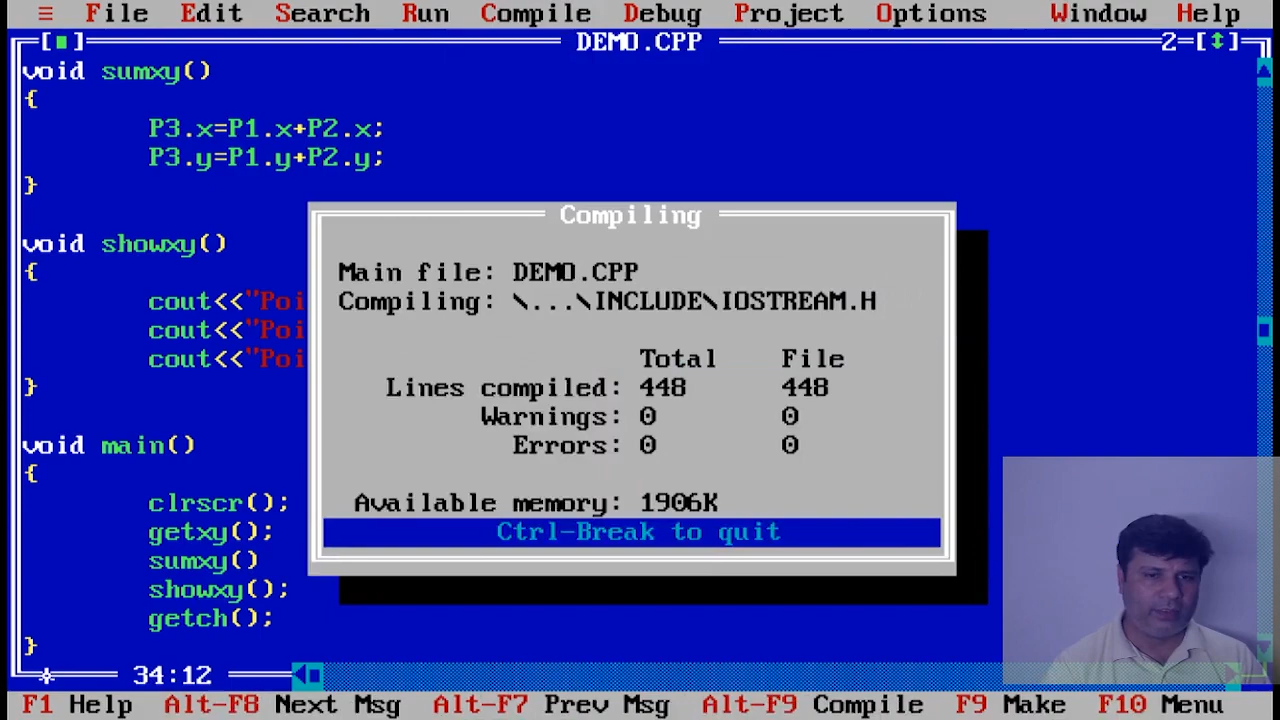 ≡ File Edit Search Run Compile Debug Project Options Window Help
[■] DEMO.CPP 2=[↕]
void sumxy()
{
P3.x=P1.x+P2.x;
P3.y=P1.y+P2.y;
}
void showxy()
{
cout<<"Poi
cout<<"Poi
cout<<"Poi
}
void main()
{
clrscr();
getxy();
sumxy()
showxy();
getch();
}
Compiling
Main file: DEMO.CPP
Compiling: \...\INCLUDE\IOSTREAM.H
Total File
Lines compiled: 448 448
Warnings: 0 0
Errors: 0 0
Available memory: 1906K
Ctrl-Break to quit
34:12
F1 Help Alt-F8 Next Msg Alt-F7 Prev Msg Alt-F9 Compile F9 Make F10 Menu